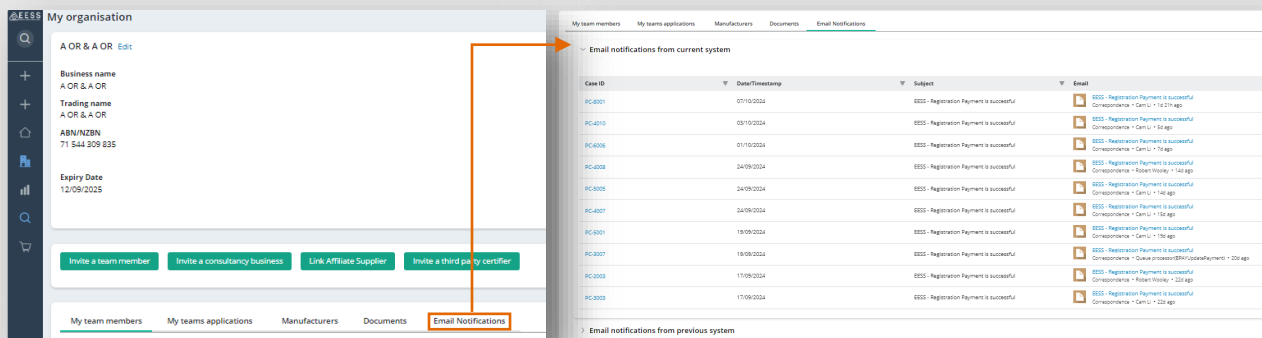 EESS
My organisation
A OR & A OR Edit
Business name
A OR & A OR
Trading name
A OR & A OR
ABN/NZBN
71 544 309 835
Expiry Date
12/09/2025
Invite a team member Invite a consultancy business Link Affiliate Supplier Invite a third party certifier
My team members My teams applications Manufacturers Documents Email Notifications
My team members My teams applications Manufacturers Documents Email Notifications
Email notifications from current system
Case ID Date/Timestamp Subject Email
PC-8001 07/10/2024 EESS - Registration Payment is successful EESS - Registration Payment is successful
Correspondence • Cam Li • 1d 21h ago
PC-4010 03/10/2024 EESS - Registration Payment is successful EESS - Registration Payment is successful
Correspondence • Cam Li • 5d ago
PC-6006 01/10/2024 EESS - Registration Payment is successful EESS - Registration Payment is successful
Correspondence • Cam Li • 7d ago
PC-4008 24/09/2024 EESS - Registration Payment is successful EESS - Registration Payment is successful
Correspondence • Robert Wooley • 14d ago
PC-5005 24/09/2024 EESS - Registration Payment is successful EESS - Registration Payment is successful
Correspondence • Cam Li • 14d ago
PC-4007 24/09/2024 EESS - Registration Payment is successful EESS - Registration Payment is successful
Correspondence • Cam Li • 15d ago
PC-5001 19/09/2024 EESS - Registration Payment is successful EESS - Registration Payment is successful
Correspondence • Cam Li • 19d ago
PC-3007 19/09/2024 EESS - Registration Payment is successful EESS - Registration Payment is successful
Correspondence • Queue processor(BPAYUpdatePayment) • 20d ago
PC-2003 17/09/2024 EESS - Registration Payment is successful EESS - Registration Payment is successful
Correspondence • Robert Wooley • 22d ago
PC-3003 17/09/2024 EESS - Registration Payment is successful EESS - Registration Payment is successful
Correspondence • Cam Li • 22d ago
Email notifications from previous system